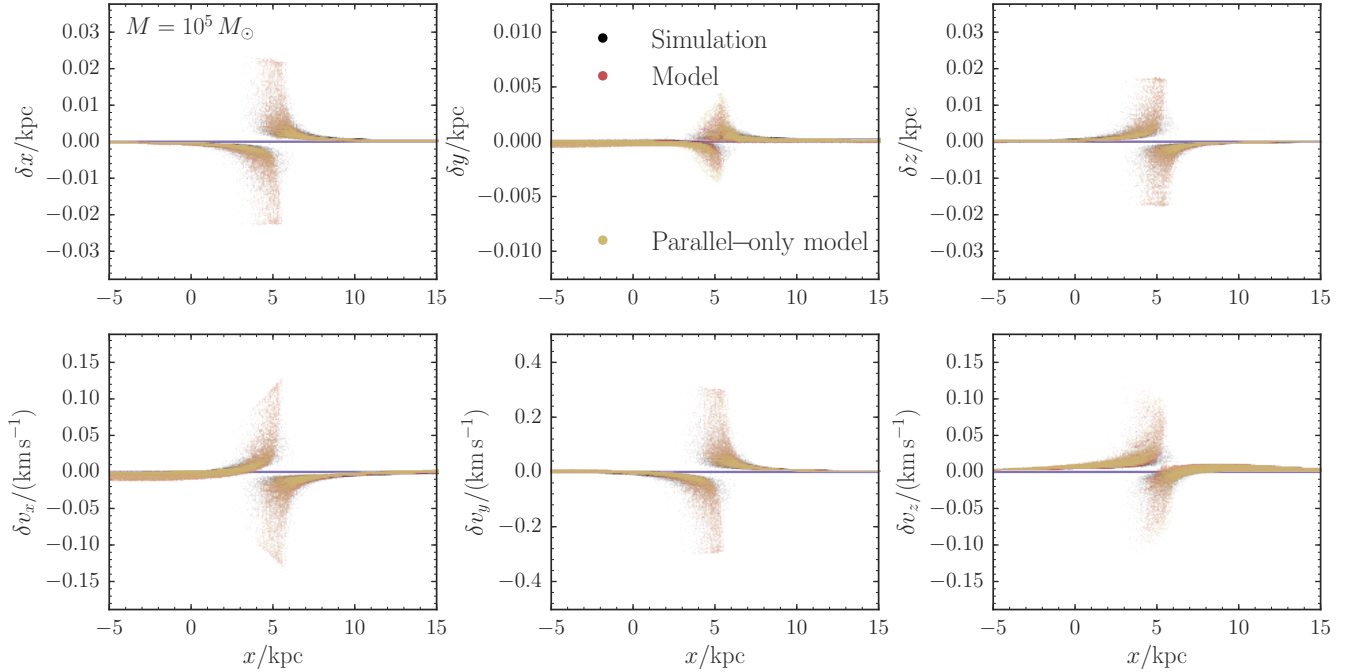 M = 10⁵ M⊙
δx/kpc
0.03
0.02
0.01
0.00
−0.01
−0.02
−0.03
−5 0 5 10 15
δy/kpc
0.010
0.005
0.000
−0.005
−0.010
Simulation
Model
Parallel–only model
−5 0 5 10 15
δz/kpc
0.03
0.02
0.01
0.00
−0.01
−0.02
−0.03
−5 0 5 10 15
δvₓ/(km s⁻¹)
0.15
0.10
0.05
0.00
−0.05
−0.10
−0.15
−5 0 5 10 15
x/kpc
δv_y/(km s⁻¹)
0.4
0.2
0.0
−0.2
−0.4
−5 0 5 10 15
x/kpc
δv_z/(km s⁻¹)
0.15
0.10
0.05
0.00
−0.05
−0.10
−0.15
−5 0 5 10 15
x/kpc